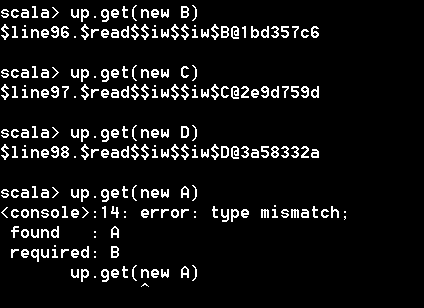 scala> up.get(new B)
$line96.$read$$iw$$iw$B@1bd357c6
scala> up.get(new C)
$line97.$read$$iw$$iw$C@2e9d759d
scala> up.get(new D)
$line98.$read$$iw$$iw$D@3a58332a
scala> up.get(new A)
<console>:14: error: type mismatch;
 found   : A
 required: B
       up.get(new A)
              ^